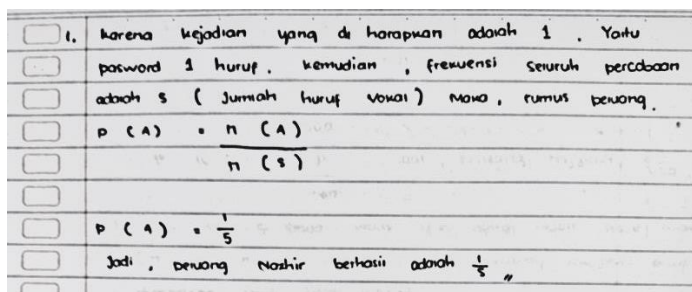 1. karena kejadian yang di harapkan adalah 1. Yaitu
pasword 1 huruf. kemudian, frekuensi seluruh percobaan
adalah 5 (Jumlah huruf vokal) maka, rumus peluang.
P (A) = n (A)
n (S)
P (A) = 1/5
Jadi, peluang Nashir berhasil adalah 1/5 "